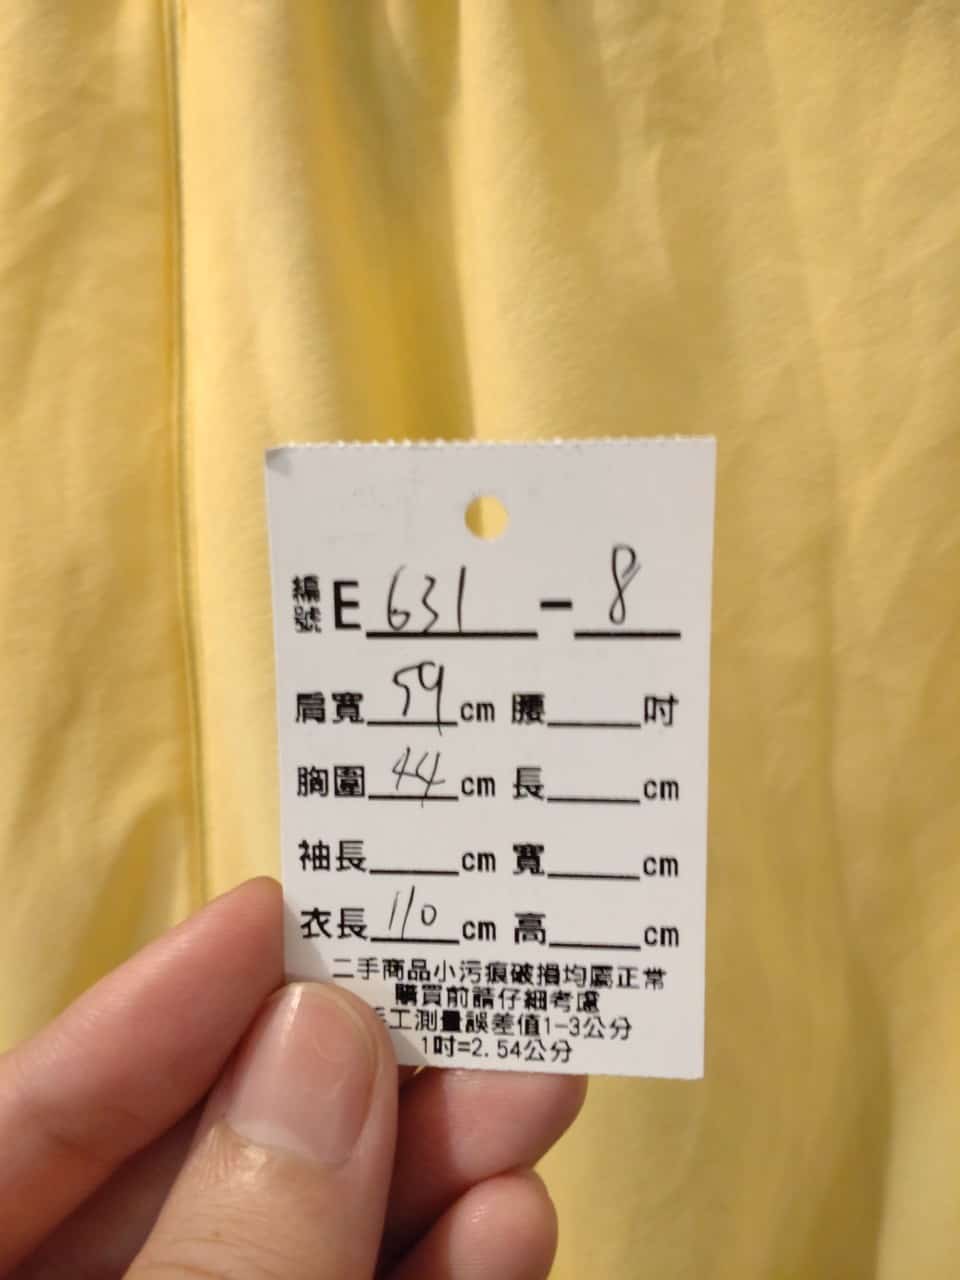 編號 E 631 - 8
肩寬 59 cm 腰 吋
胸圍 44 cm 長 cm
袖長 cm 寬 cm
衣長 110 cm 高 cm
二手商品小污痕破損均屬正常
購買前請仔細考慮
手工測量誤差值1-3公分
1吋=2.54公分